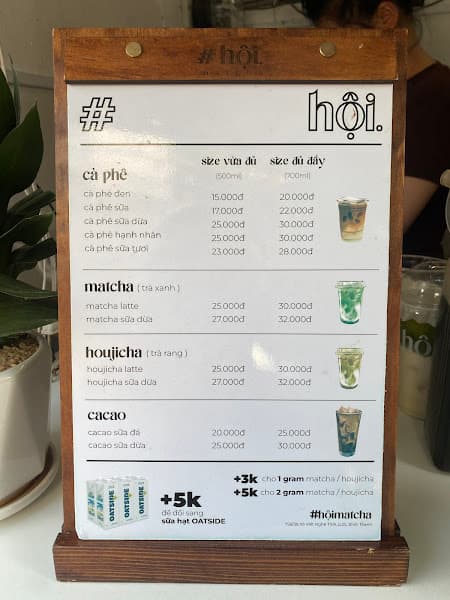 #hội.
# hội.
size vừa đủ size đủ đầy
(500ml) (700ml)
cà phê
cà phê đen 15.000đ 20.000đ
cà phê sữa 17.000đ 22.000đ
cà phê sữa dừa 25.000đ 30.000đ
cà phê hạnh nhân 25.000đ 30.000đ
cà phê sữa tươi 23.000đ 28.000đ
matcha (trà xanh)
matcha latte 25.000đ 30.000đ
matcha sữa dừa 27.000đ 32.000đ
houjicha (trà rang)
houjicha latte 25.000đ 30.000đ
houjicha sữa dừa 27.000đ 32.000đ
cacao
cacao sữa đá 20.000đ 25.000đ
cacao sữa dừa 25.000đ 30.000đ
+3k cho 1 gram matcha / houjicha
+5k cho 2 gram matcha / houjicha
OATSIDE
+5k
để đổi sang
sữa hạt OATSIDE
#hộimatcha
hộ